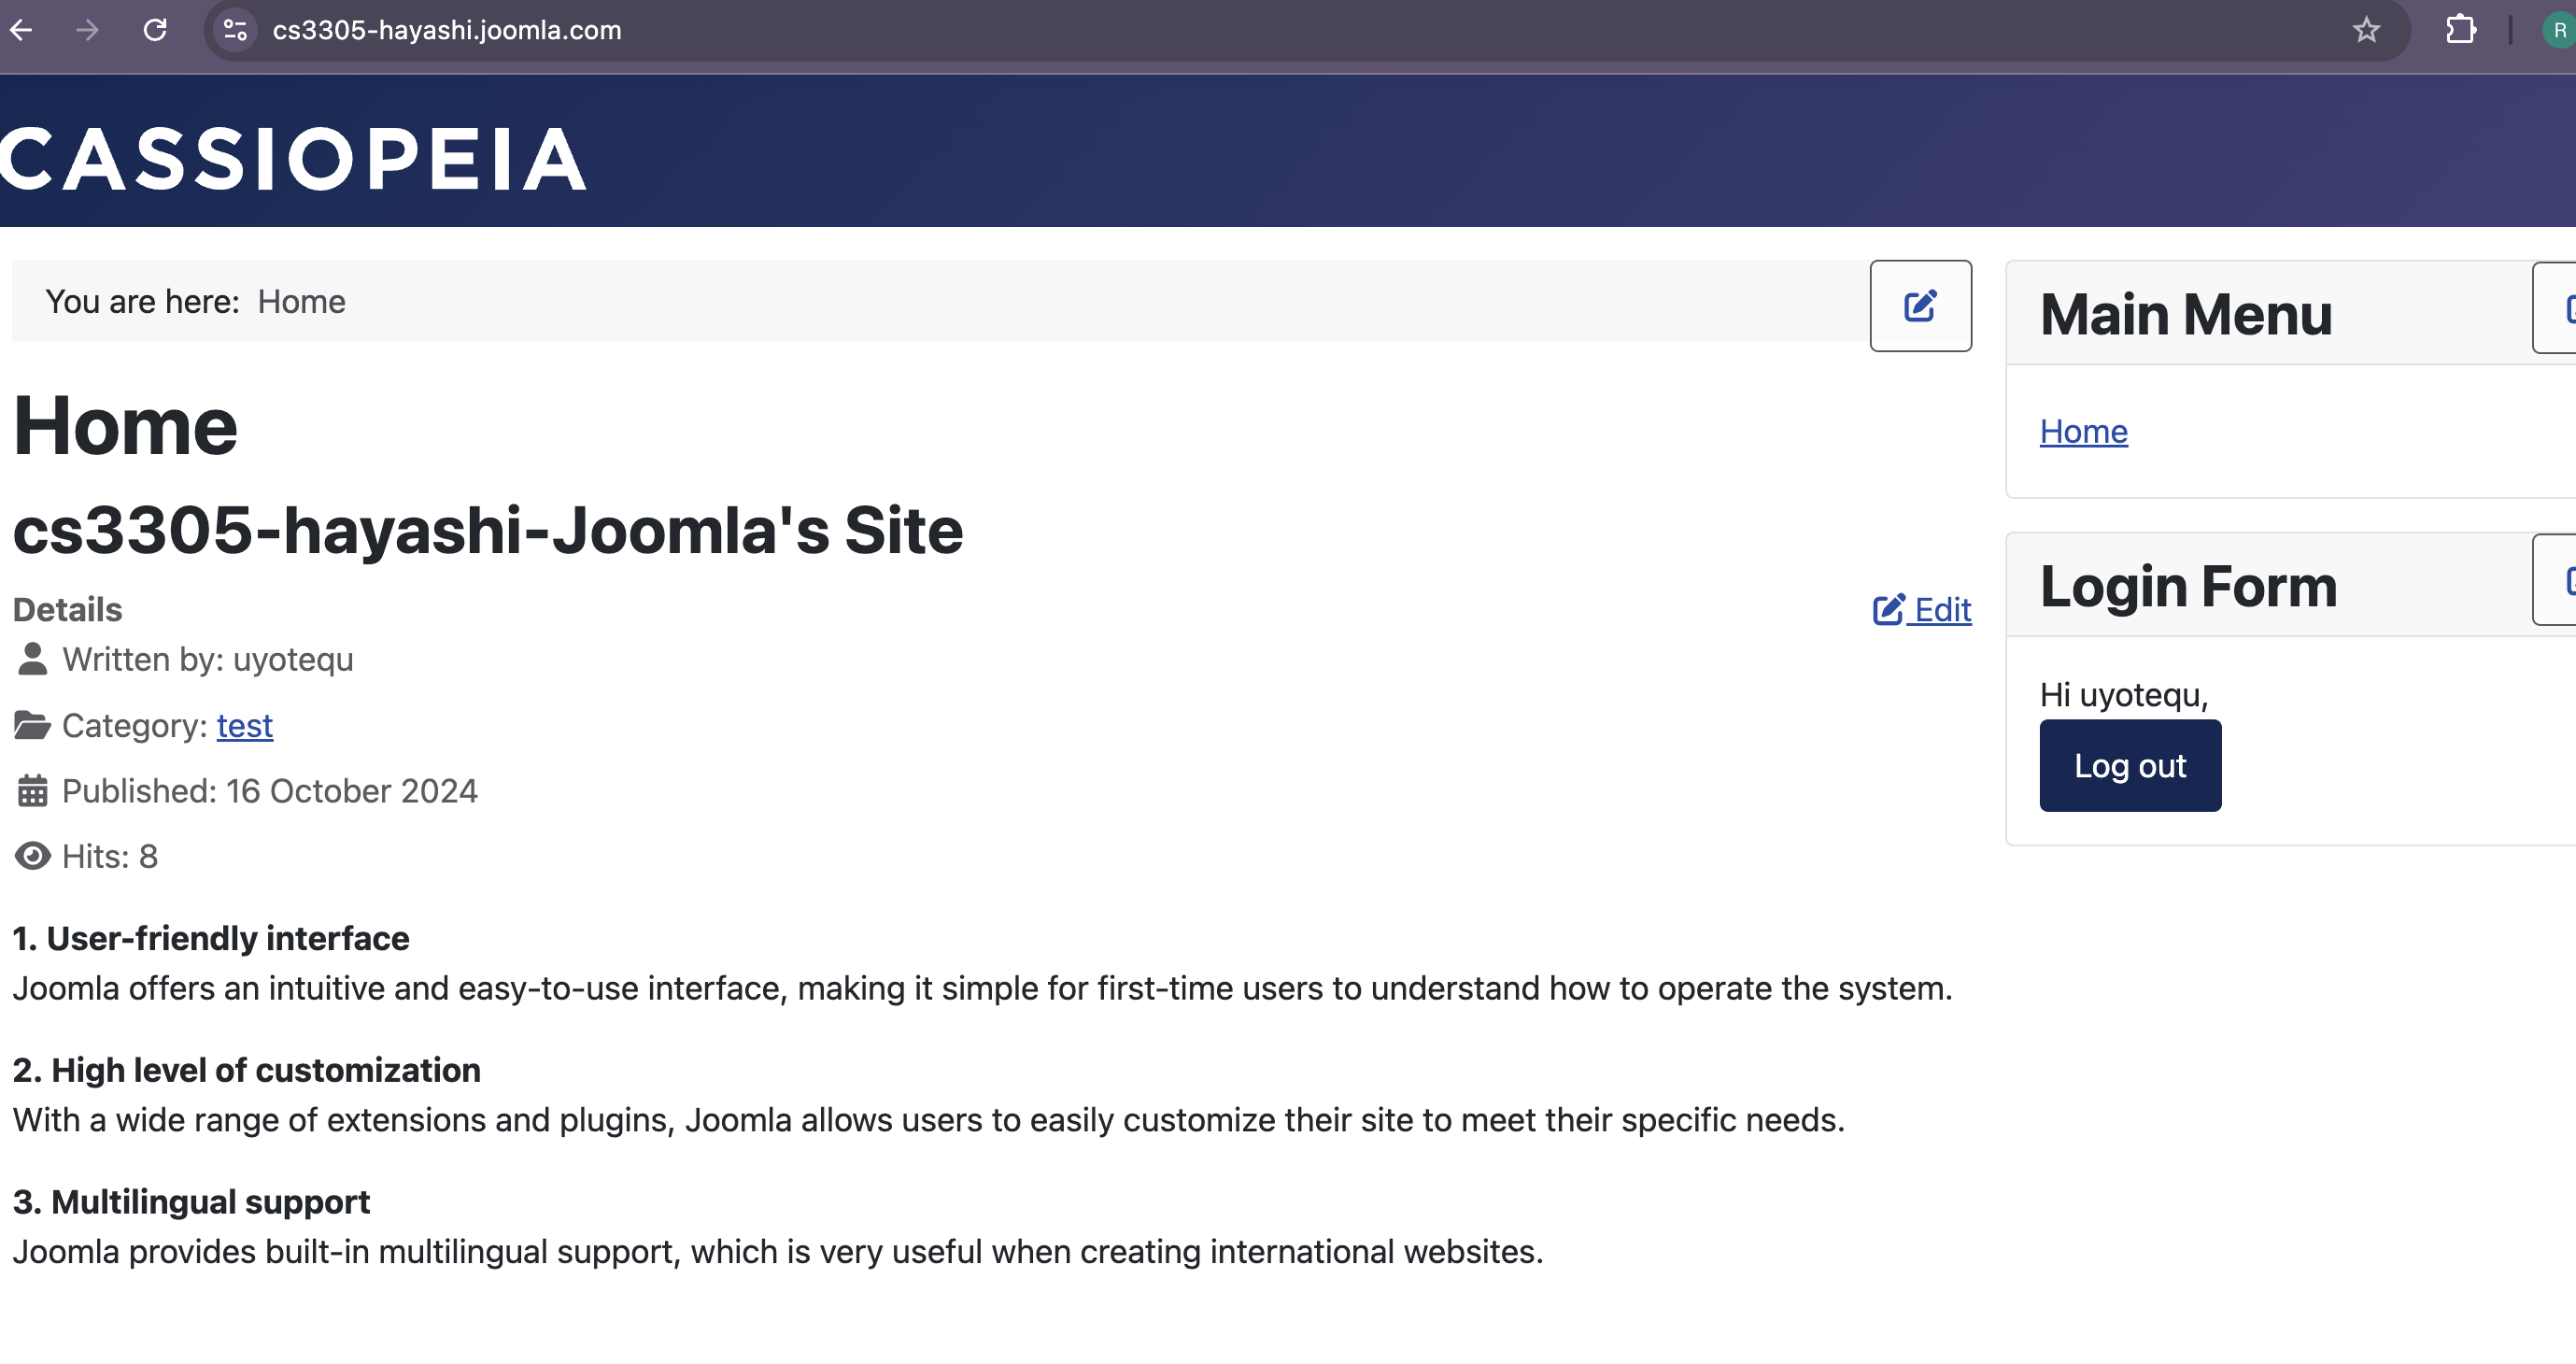 cs3305-hayashi.joomla.com
R
CASSIOPEIA
You are here: Home
Home
cs3305-hayashi-Joomla's Site
Details
Edit
Written by: uyotequ
Category: test
Published: 16 October 2024
Hits: 8
1. User-friendly interface
Joomla offers an intuitive and easy-to-use interface, making it simple for first-time users to understand how to operate the system.
2. High level of customization
With a wide range of extensions and plugins, Joomla allows users to easily customize their site to meet their specific needs.
3. Multilingual support
Joomla provides built-in multilingual support, which is very useful when creating international websites.
Main Menu
Home
Login Form
Hi uyotequ,
Log out